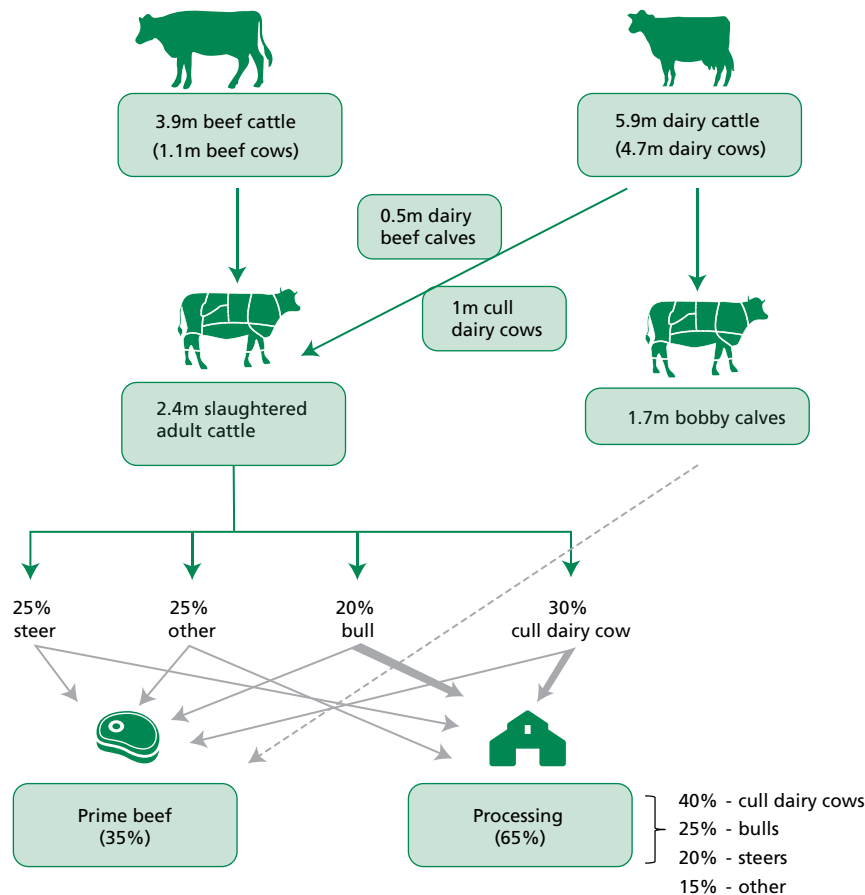 3.9m beef cattle
(1.1m beef cows)
5.9m dairy cattle
(4.7m dairy cows)
0.5m dairy
beef calves
1m cull
dairy cows
2.4m slaughtered
adult cattle
1.7m bobby calves
25%
steer
25%
other
20%
bull
30%
cull dairy cow
Prime beef
(35%)
Processing
(65%)
40% - cull dairy cows
25% - bulls
20% - steers
15% - other